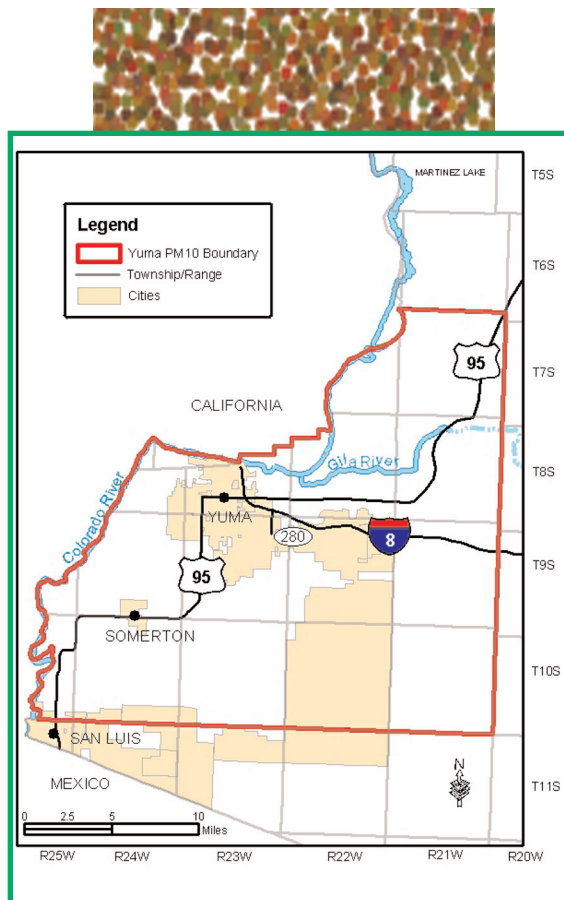 MARTINEZ LAKE
T5S
Legend
Yuma PM10 Boundary
Township/Range
Cities
T6S
95
T7S
CALIFORNIA
Gila River
T8S
Colorado River
YUMA
280
8
T9S
95
SOMERTON
T10S
SAN LUIS
N
MEXICO
T11S
0 2.5 5 10
Miles
R25W R24W R23W R22W R21W R20W